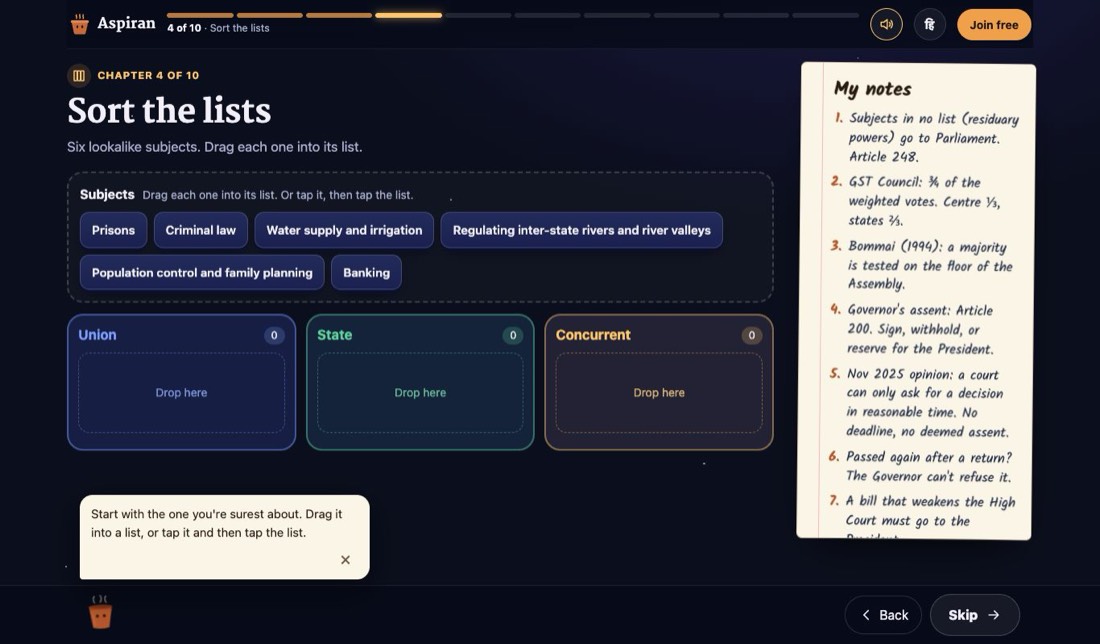 Aspiran
4 of 10 · Sort the lists
हि
Join free
CHAPTER 4 OF 10
Sort the lists
Six lookalike subjects. Drag each one into its list.
Subjects Drag each one into its list. Or tap it, then tap the list.
Prisons
Criminal law
Water supply and irrigation
Regulating inter-state rivers and river valleys
Population control and family planning
Banking
Union 0
Drop here
State 0
Drop here
Concurrent 0
Drop here
My notes
1. Subjects in no list (residuary
powers) go to Parliament.
Article 248.
2. GST Council: ¾ of the
weighted votes. Centre ⅓,
states ⅔.
3. Bommai (1994): a majority
is tested on the floor of the
Assembly.
4. Governor's assent: Article
200. Sign, withhold, or
reserve for the President.
5. Nov 2025 opinion: a court
can only ask for a decision
in reasonable time. No
deadline, no deemed assent.
6. Passed again after a return?
The Governor can't refuse it.
7. A bill that weakens the High
Court must go to the
Start with the one you're surest about. Drag it
into a list, or tap it and then tap the list.
Back
Skip